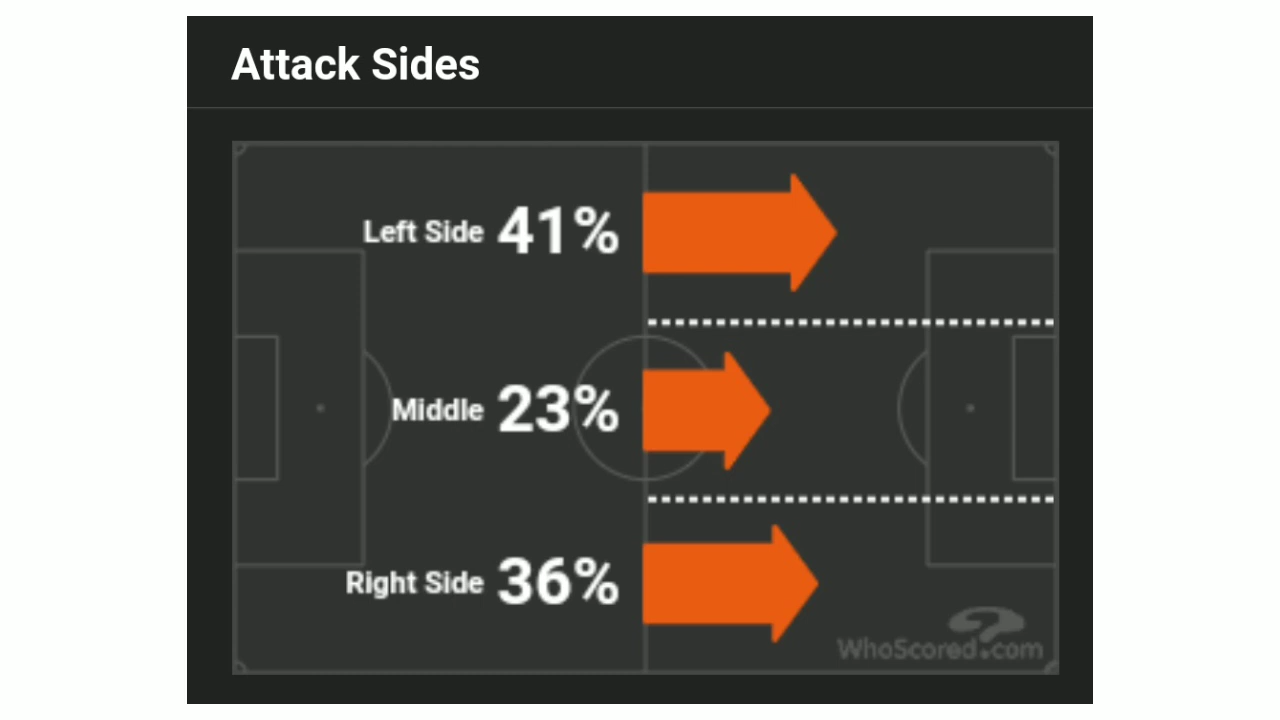 Attack Sides
Left Side 41%
Middle 23%
Right Side 36%
WhoScored.com